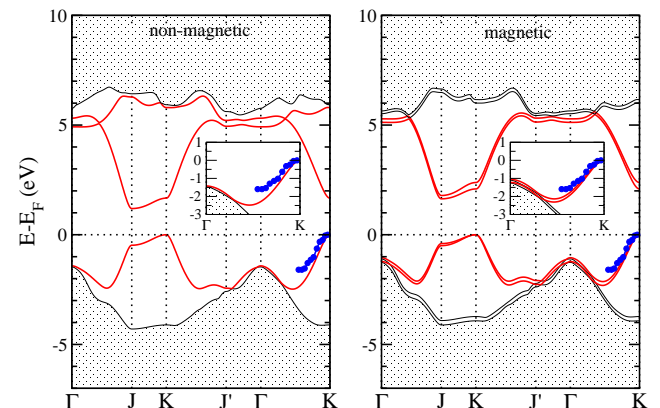 non-magnetic
magnetic
E-E_F (eV)
10
5
0
-5
1
0
-1
-2
-3
Γ K
1
0
-1
-2
-3
Γ K
10
5
0
-5
Γ J K J' Γ K
Γ J K J' Γ K